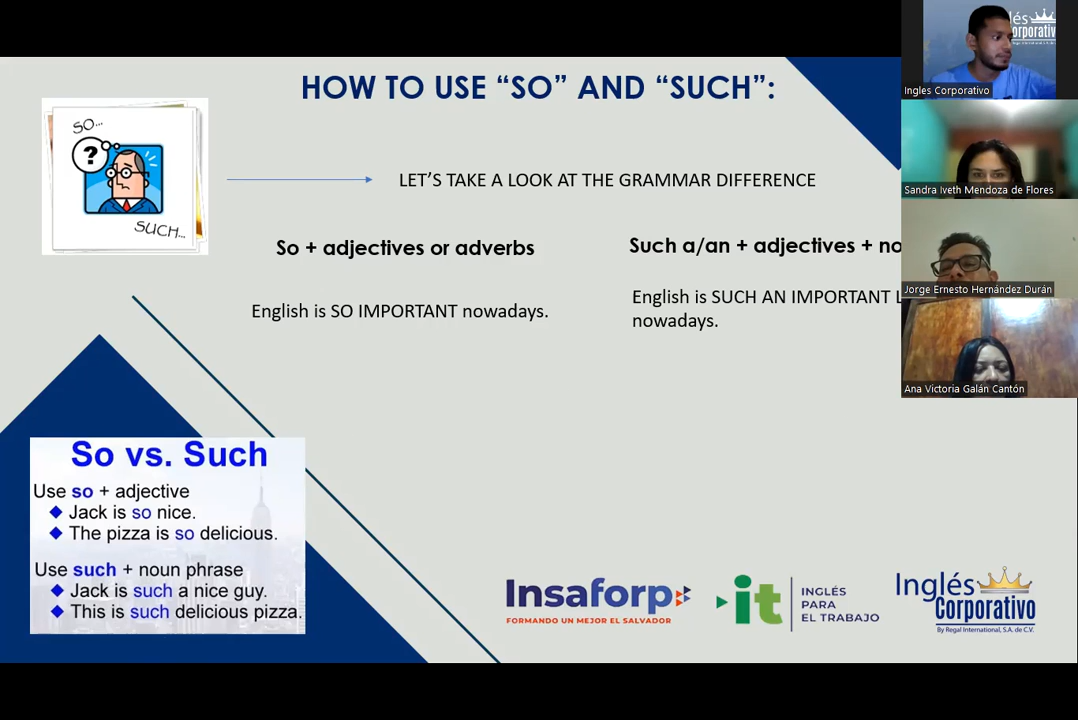 HOW TO USE “SO” AND “SUCH”:
SO...
?
SUCH...
LET’S TAKE A LOOK AT THE GRAMMAR DIFFERENCE
So + adjectives or adverbs
English is SO IMPORTANT nowadays.
Such a/an + adjectives + no
English is SUCH AN IMPORTANT L
nowadays.
So vs. Such
Use so + adjective
Jack is so nice.
The pizza is so delicious.
Use such + noun phrase
Jack is such a nice guy.
This is such delicious pizza.
Insaforp
FORMANDO UN MEJOR EL SALVADOR
it
INGLÉS
PARA
EL TRABAJO
Inglés
Corporativo
By Regal International, S.A. de C.V.
lés
orporativo
Ingles Corporativo
Sandra Iveth Mendoza de Flores
Jorge Ernesto Hernández Durán
Ana Victoria Galán Cantón